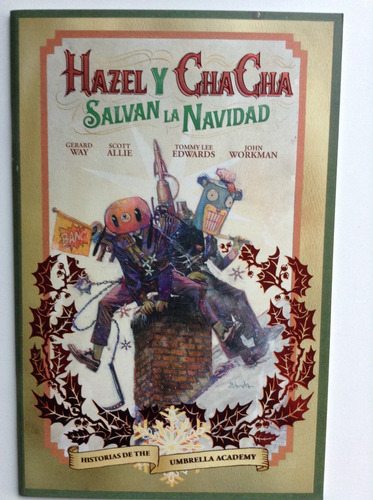 HAZEL Y CHA CHA
SALVAN LA NAVIDAD
GERARD WAY
SCOTT ALLIE
TOMMY LEE EDWARDS
JOHN WORKMAN
BANG
HISTORIAS DE THE UMBRELLA ACADEMY